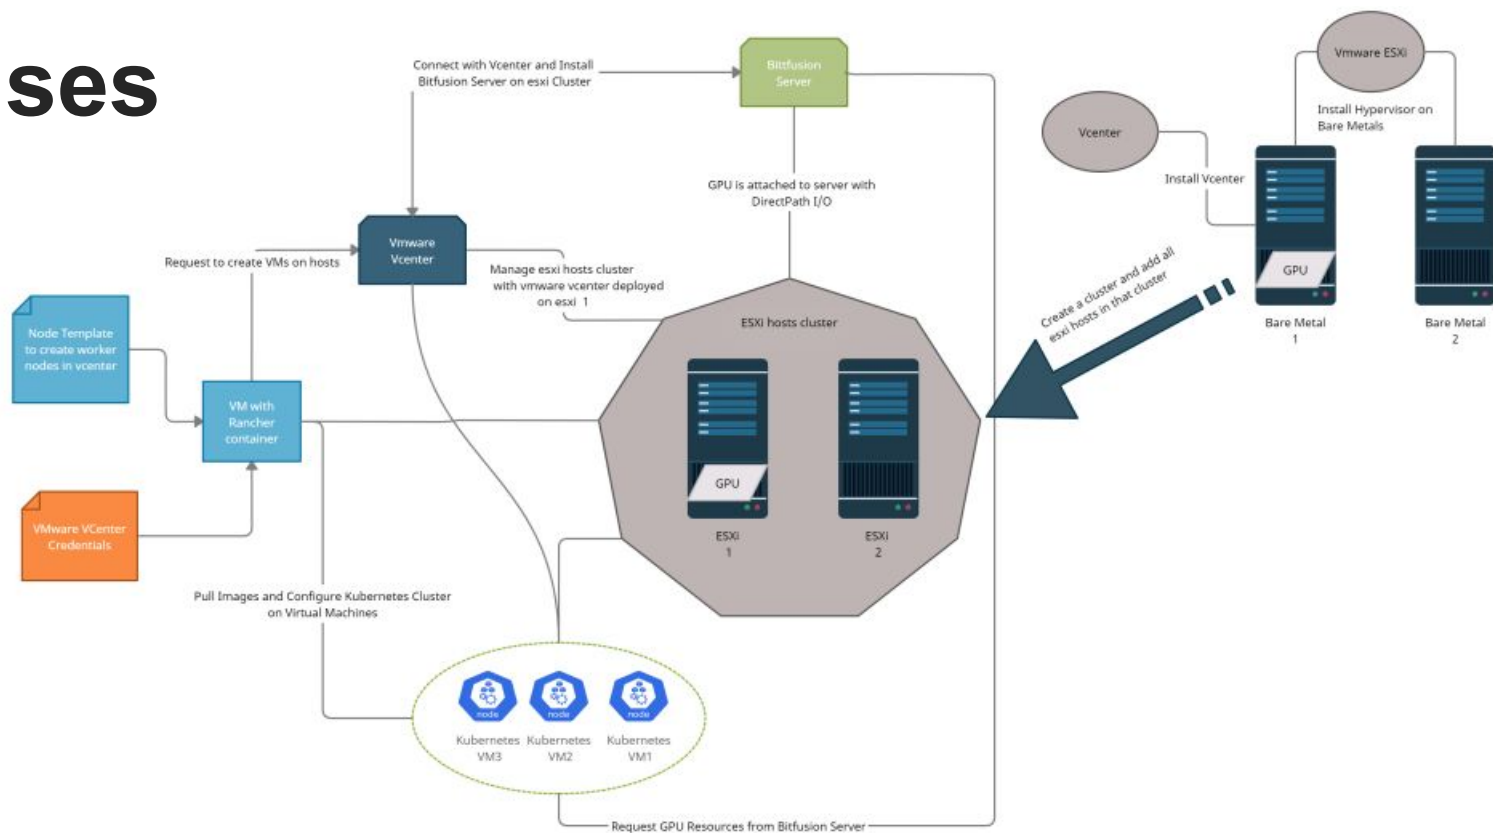 ses
Connect with Vcenter and Install
Bitfusion Server on esxi Cluster
Bittfusion
Server
Vmware ESXi
Install Hypervisor on
Bare Metals
Vcenter
Install Vcenter
GPU is attached to server with
DirectPath I/O
GPU
Bare Metal
1
Bare Metal
2
Create a cluster and add all
esxi hosts in that cluster
Request to create VMs on hosts
Vmware
Vcenter
Manage esxi hosts cluster
with vmware vcenter deployed
on esxi 1
ESXi hosts cluster
GPU
ESXi
1
ESXi
2
Node Template
to create worker
nodes in vcenter
VM with
Rancher
container
VMware VCenter
Credentials
Pull Images and Configure Kubernetes Cluster
on Virtual Machines
node
node
node
Kubernetes
VM3
Kubernetes
VM2
Kubernetes
VM1
Request GPU Resources from Bitfusion Server